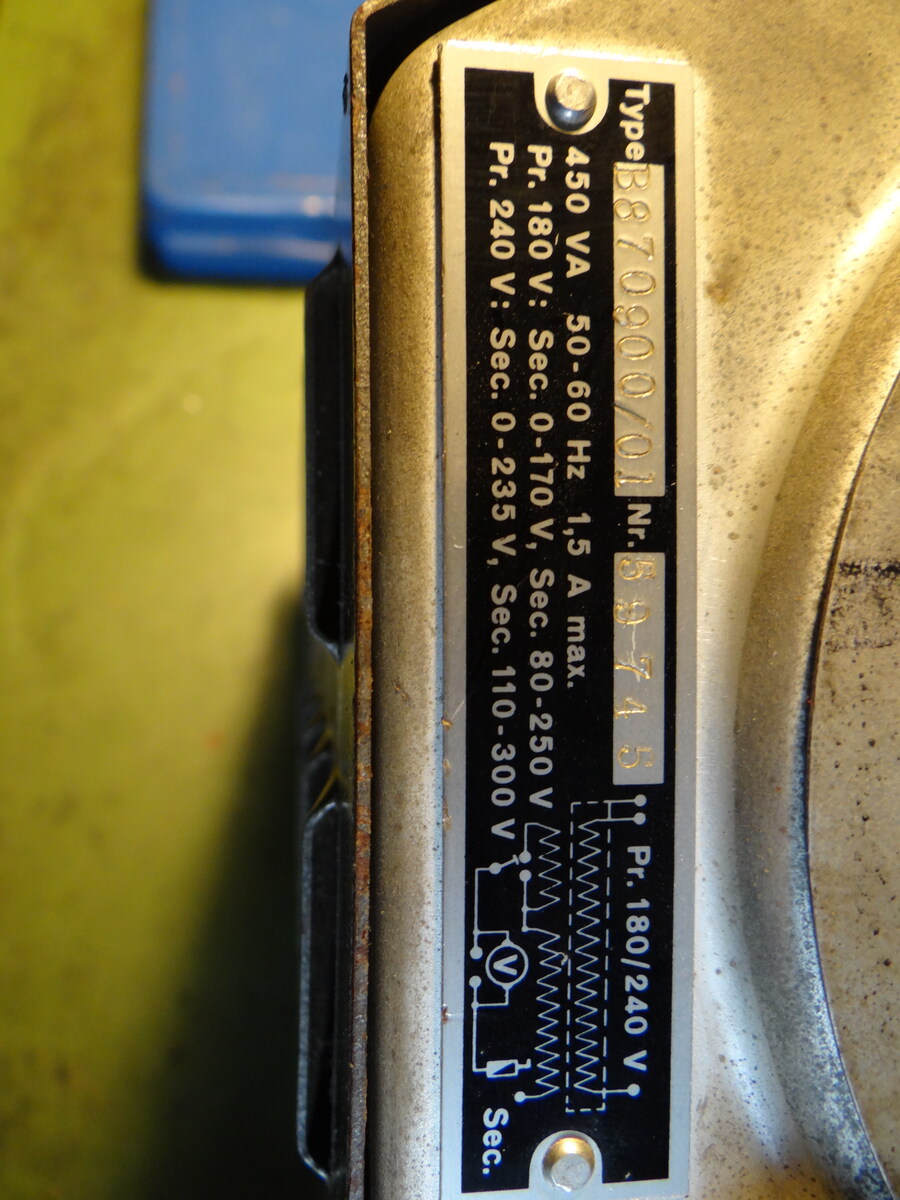 Type B870900/01 Nr. 59745
450 VA 50-60 Hz 1,5 A max.
Pr. 180 V: Sec. 0-170 V, Sec. 80-250 V
Pr. 240 V: Sec. 0-235 V, Sec. 110-300 V
Pr. 180/240 V
V
Sec.